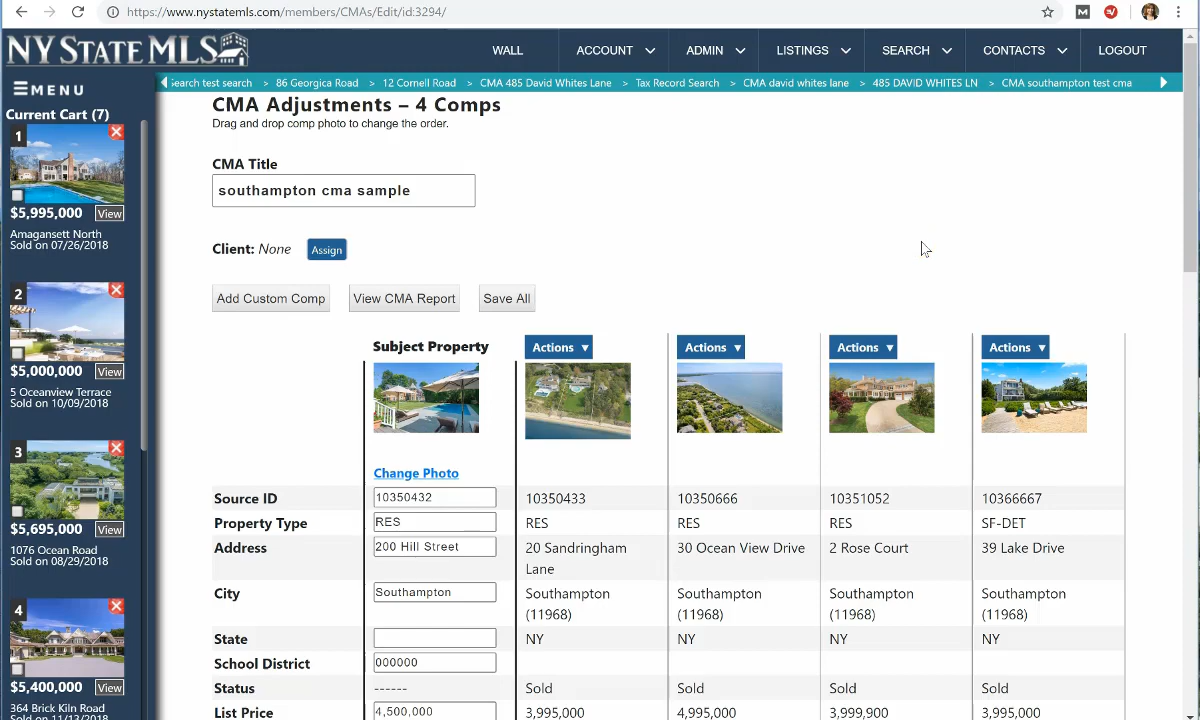 https://www.nystatemls.com/members/CMAs/Edit/id:3294/
NY STATE MLS
WALL
ACCOUNT
ADMIN
LISTINGS
SEARCH
CONTACTS
LOGOUT
MENU
Search test search > 86 Georgica Road > 12 Cornell Road > CMA 485 David Whites Lane > Tax Record Search > CMA david whites lane > 485 DAVID WHITES LN > CMA southampton test cma
Current Cart (7)
1
$5,995,000 View
Amagansett North
Sold on 07/26/2018
2
$5,000,000 View
5 Oceanview Terrace
Sold on 10/09/2018
3
$5,695,000 View
1076 Ocean Road
Sold on 08/29/2018
4
$5,400,000 View
364 Brick Kiln Road
Sold on 11/13/2018
CMA Adjustments – 4 Comps
Drag and drop comp photo to change the order.
CMA Title
southampton cma sample
Client: None Assign
Add Custom Comp View CMA Report Save All
Subject Property Actions ▼ Actions ▼ Actions ▼ Actions ▼
Change Photo
Source ID 10350432 10350433 10350666 10351052 10366667
Property Type RES RES RES RES SF-DET
Address 200 Hill Street 20 Sandringham Lane 30 Ocean View Drive 2 Rose Court 39 Lake Drive
City Southampton Southampton (11968) Southampton (11968) Southampton (11968) Southampton (11968)
State NY NY NY NY
School District 000000
Status ------ Sold Sold Sold Sold
List Price 4,500,000 3,995,000 4,995,000 3,999,900 3,995,000